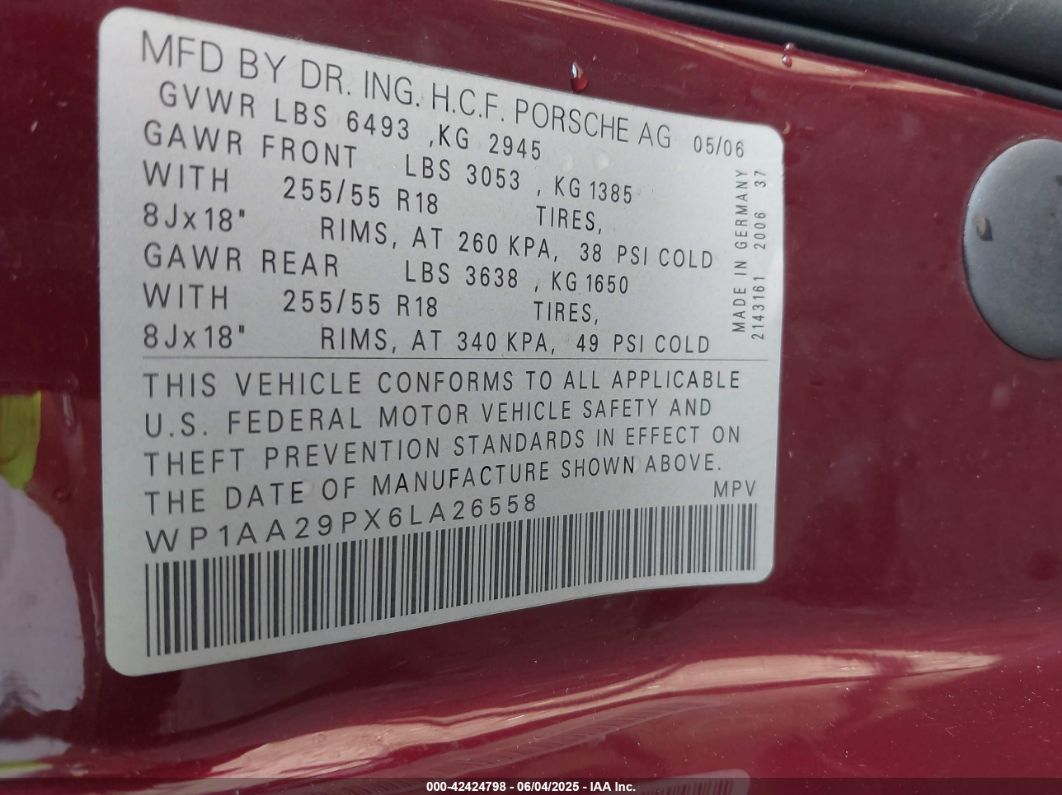 MFD BY DR. ING. H.C.F. PORSCHE AG 05/06
GVWR LBS 6493 ,KG 2945
GAWR FRONT LBS 3053 , KG 1385
WITH 255/55 R18 TIRES,
8Jx18" RIMS, AT 260 KPA, 38 PSI COLD
GAWR REAR LBS 3638 , KG 1650
WITH 255/55 R18 TIRES,
8Jx18" RIMS, AT 340 KPA, 49 PSI COLD
MADE IN GERMANY
2143161 2006 37
THIS VEHICLE CONFORMS TO ALL APPLICABLE
U.S. FEDERAL MOTOR VEHICLE SAFETY AND
THEFT PREVENTION STANDARDS IN EFFECT ON
THE DATE OF MANUFACTURE SHOWN ABOVE.
WP1AA29PX6LA26558 MPV
000-42424798 - 06/04/2025 - IAA Inc.